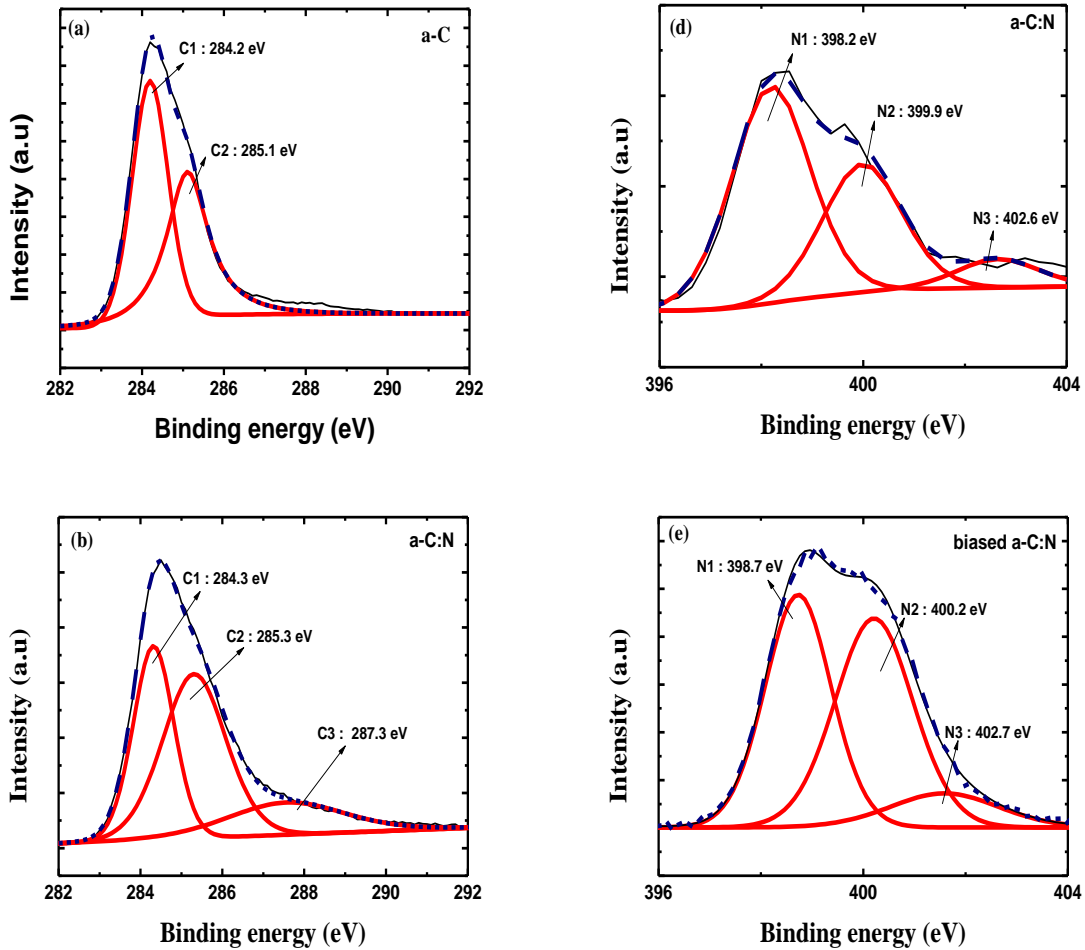 (a)
a-C
C1 : 284.2 eV
C2 : 285.1 eV
Intensity (a.u)
282 284 286 288 290 292
Binding energy (eV)
(d)
a-C:N
N1 : 398.2 eV
N2 : 399.9 eV
N3 : 402.6 eV
Intensity (a.u)
396 400 404
Binding energy (eV)
(b)
a-C:N
C1 : 284.3 eV
C2 : 285.3 eV
C3 : 287.3 eV
Intensity (a.u)
282 284 286 288 290 292
Binding energy (eV)
(e)
biased a-C:N
N1 : 398.7 eV
N2 : 400.2 eV
N3 : 402.7 eV
Intensity (a.u)
396 400 404
Binding energy (eV)